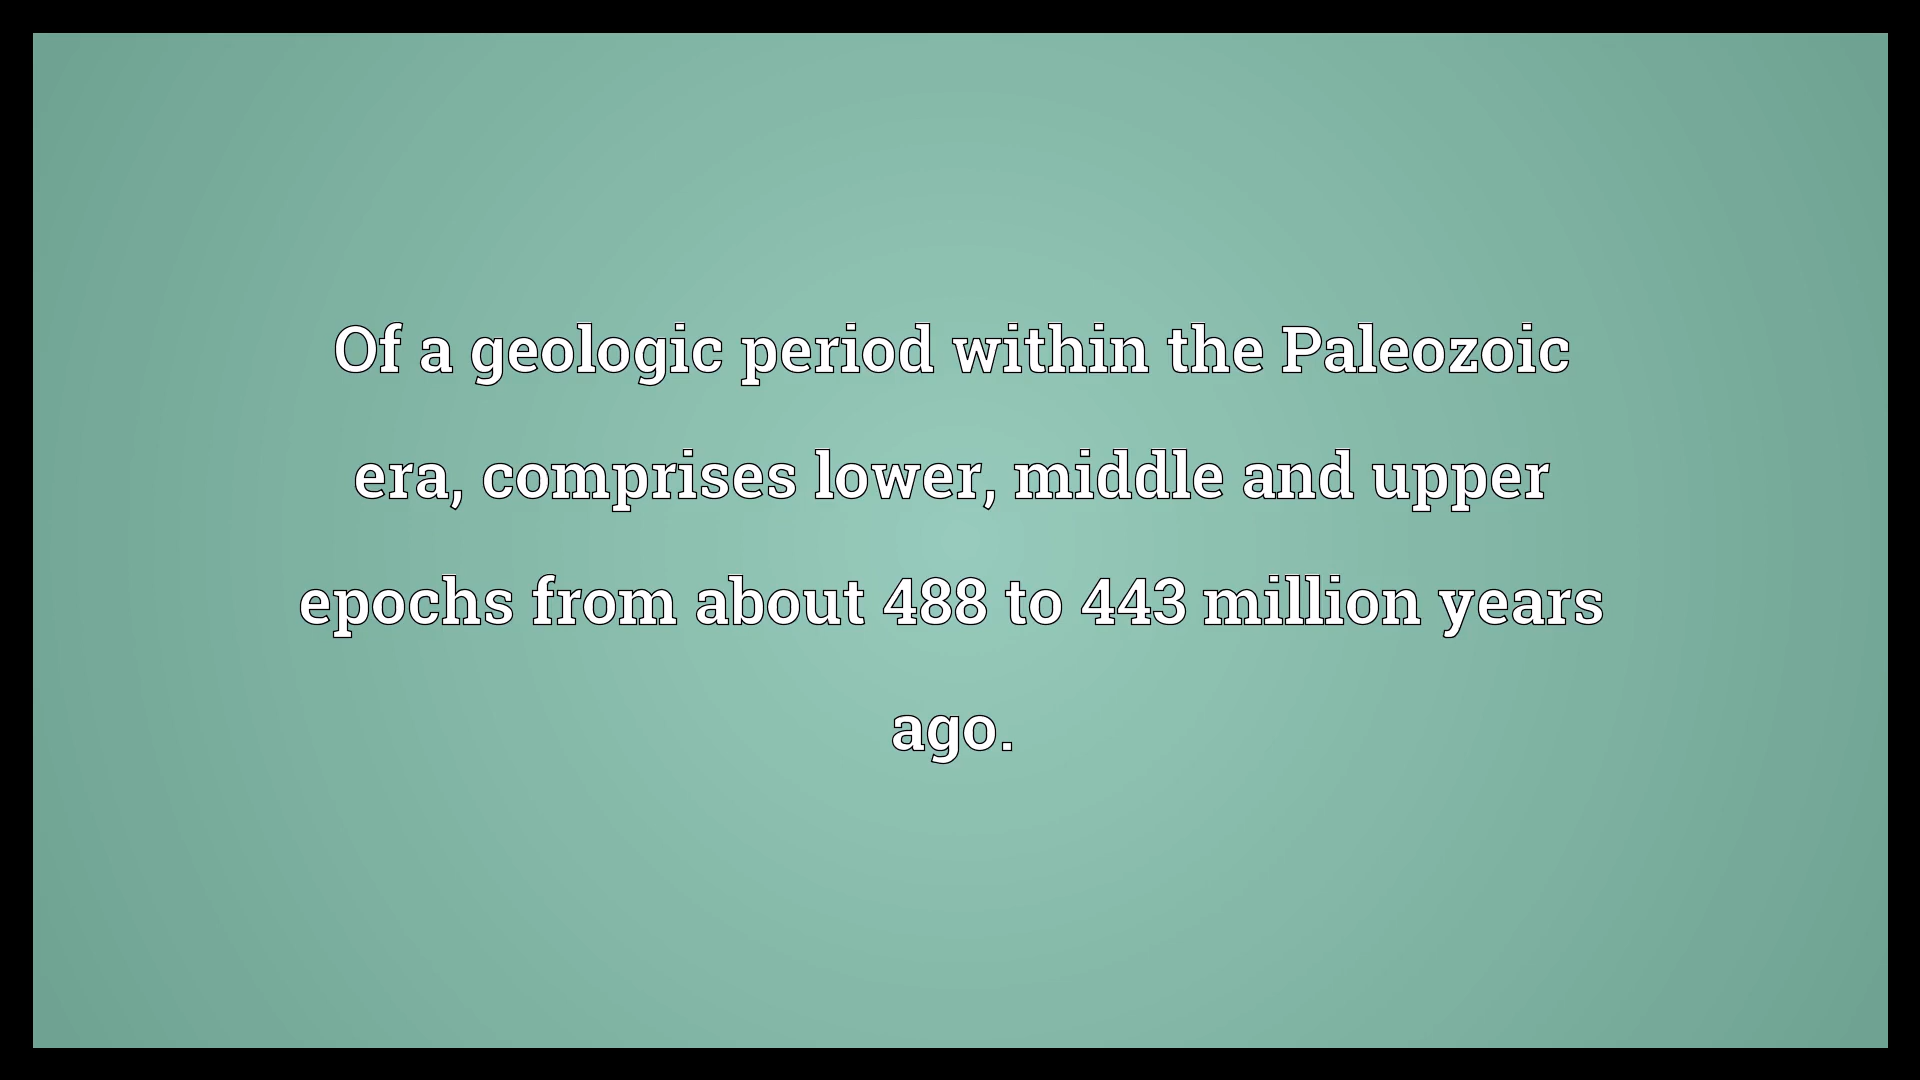 Of a geologic period within the Paleozoic
era, comprises lower, middle and upper
epochs from about 488 to 443 million years
ago.